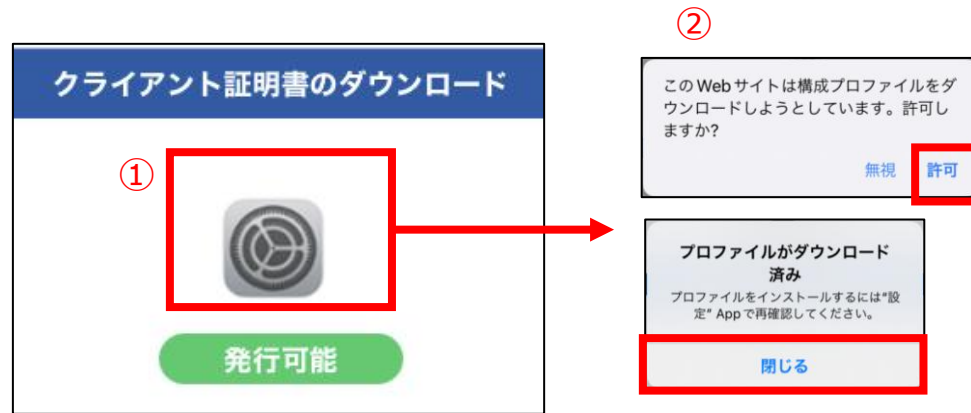 クライアント証明書のダウンロード
①
発行可能
②
このWebサイトは構成プロファイルをダ
ウンロードしようとしています。許可し
ますか?
無視 許可
プロファイルがダウンロード
済み
プロファイルをインストールするには"設
定" Appで再確認してください。
閉じる